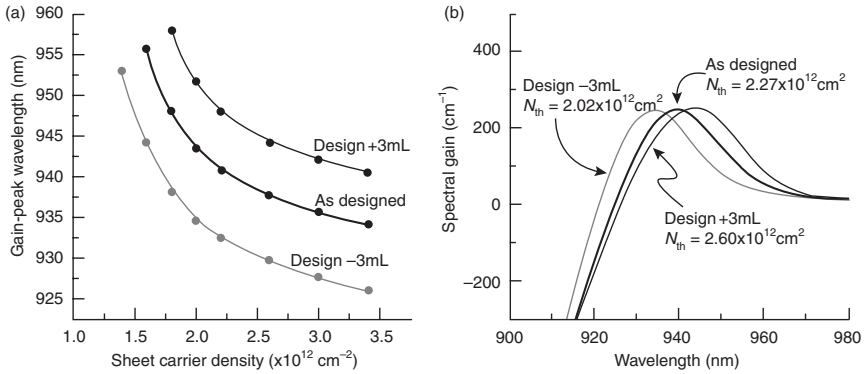 (a)
960
955
950
945
940
935
930
925
Gain-peak wavelength (nm)
1.0 1.5 2.0 2.5 3.0 3.5
Sheet carrier density (x10¹² cm⁻²)
Design +3mL
As designed
Design −3mL
(b)
400
200
0
−200
Spectral gain (cm⁻¹)
900 920 940 960 980
Wavelength (nm)
As designed
Nth = 2.27x10¹²cm²
Design −3mL
Nth = 2.02x10¹²cm²
Design +3mL
Nth = 2.60x10¹²cm²